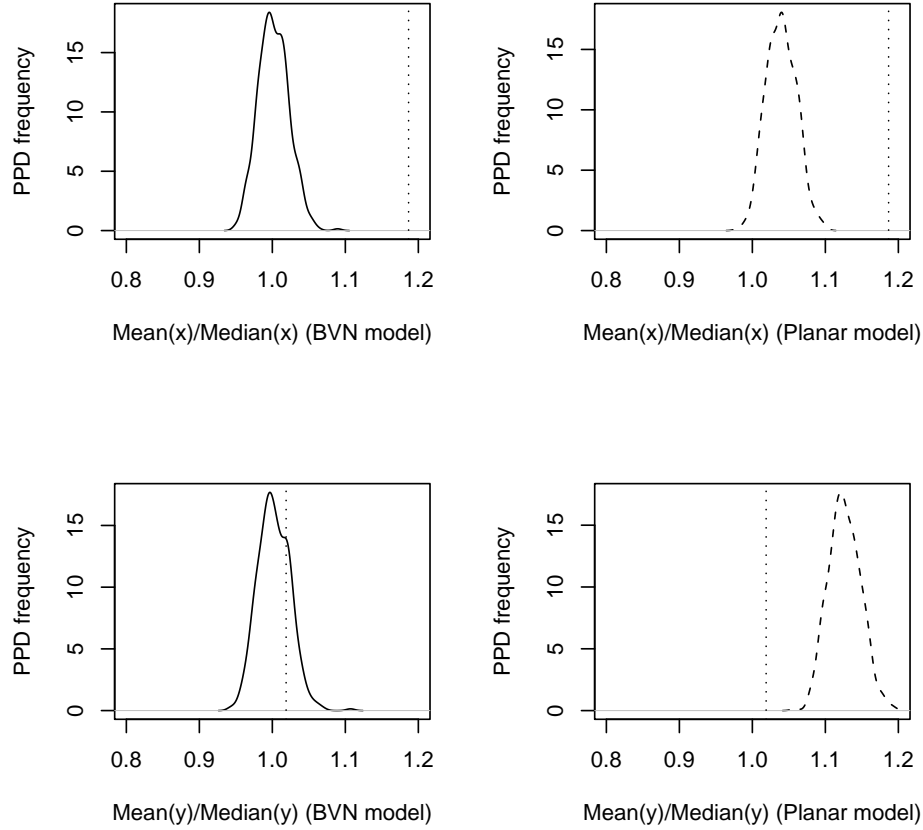 PPD frequency
0 5 10 15
0.8 0.9 1.0 1.1 1.2
Mean(x)/Median(x) (BVN model)
PPD frequency
0 5 10 15
0.8 0.9 1.0 1.1 1.2
Mean(x)/Median(x) (Planar model)
PPD frequency
0 5 10 15
0.8 0.9 1.0 1.1 1.2
Mean(y)/Median(y) (BVN model)
PPD frequency
0 5 10 15
0.8 0.9 1.0 1.1 1.2
Mean(y)/Median(y) (Planar model)